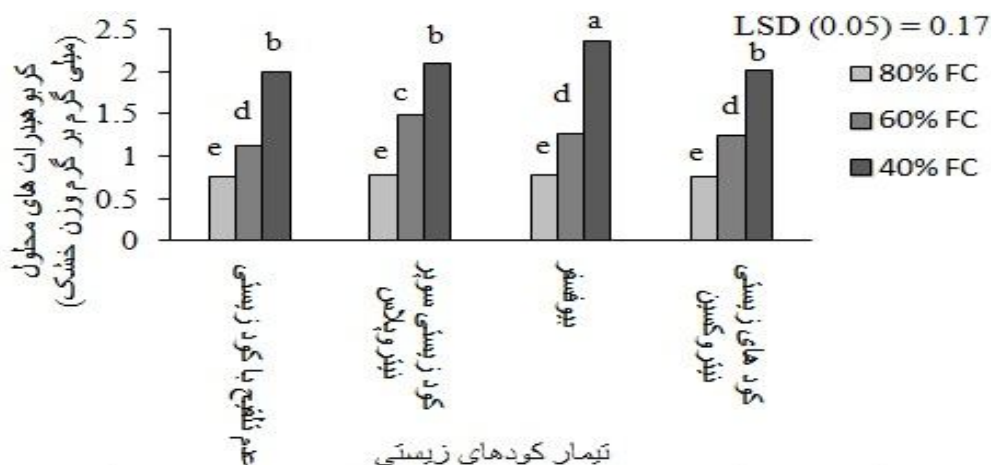 کربوهیدرات های محلول
(میلی گرم بر گرم وزن خشک)
2.5
2
1.5
1
0.5
0
e
d
b
e
c
b
e
d
a
e
d
b
LSD (0.05) = 0.17
80% FC
60% FC
40% FC
عدم تلقیح با کود زیستی
کود زیستی سوپر
نیتروپلاس
بیوفسفر
کود های زیستی
نیتروکسین
تیمار کودهای زیستی